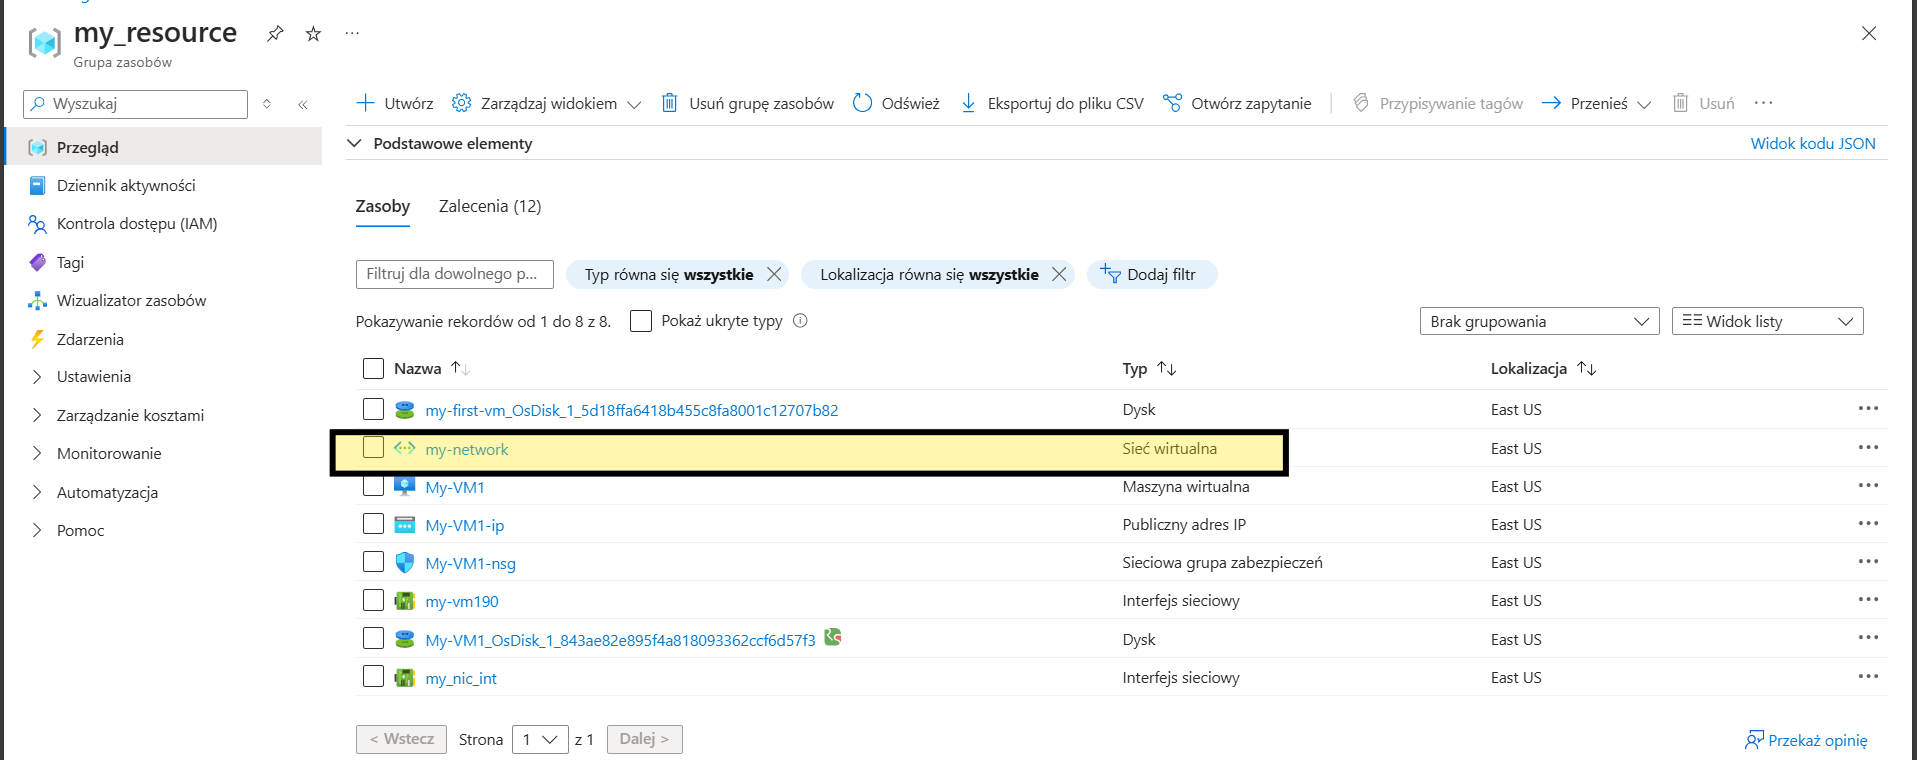 my_resource
Grupa zasobów
Wyszukaj
Utwórz Zarządzaj widokiem Usuń grupę zasobów Odśwież Eksportuj do pliku CSV Otwórz zapytanie Przypisywanie tagów Przenieś Usuń
Przegląd
Dziennik aktywności
Kontrola dostępu (IAM)
Tagi
Wizualizator zasobów
Zdarzenia
Ustawienia
Zarządzanie kosztami
Monitorowanie
Automatyzacja
Pomoc
Podstawowe elementy Widok kodu JSON
Zasoby Zalecenia (12)
Filtruj dla dowolnego p... Typ równa się wszystkie Lokalizacja równa się wszystkie Dodaj filtr
Pokazywanie rekordów od 1 do 8 z 8. Pokaż ukryte typy Brak grupowania Widok listy
Nazwa Typ Lokalizacja
my-first-vm_OsDisk_1_5d18ffa6418b455c8fa8001c12707b82 Dysk East US
my-network Sieć wirtualna East US
My-VM1 Maszyna wirtualna East US
My-VM1-ip Publiczny adres IP East US
My-VM1-nsg Sieciowa grupa zabezpieczeń East US
my-vm190 Interfejs sieciowy East US
My-VM1_OsDisk_1_843ae82e895f4a818093362ccf6d57f3 Dysk East US
my_nic_int Interfejs sieciowy East US
< Wstecz Strona 1 z 1 Dalej > Przekaż opinię